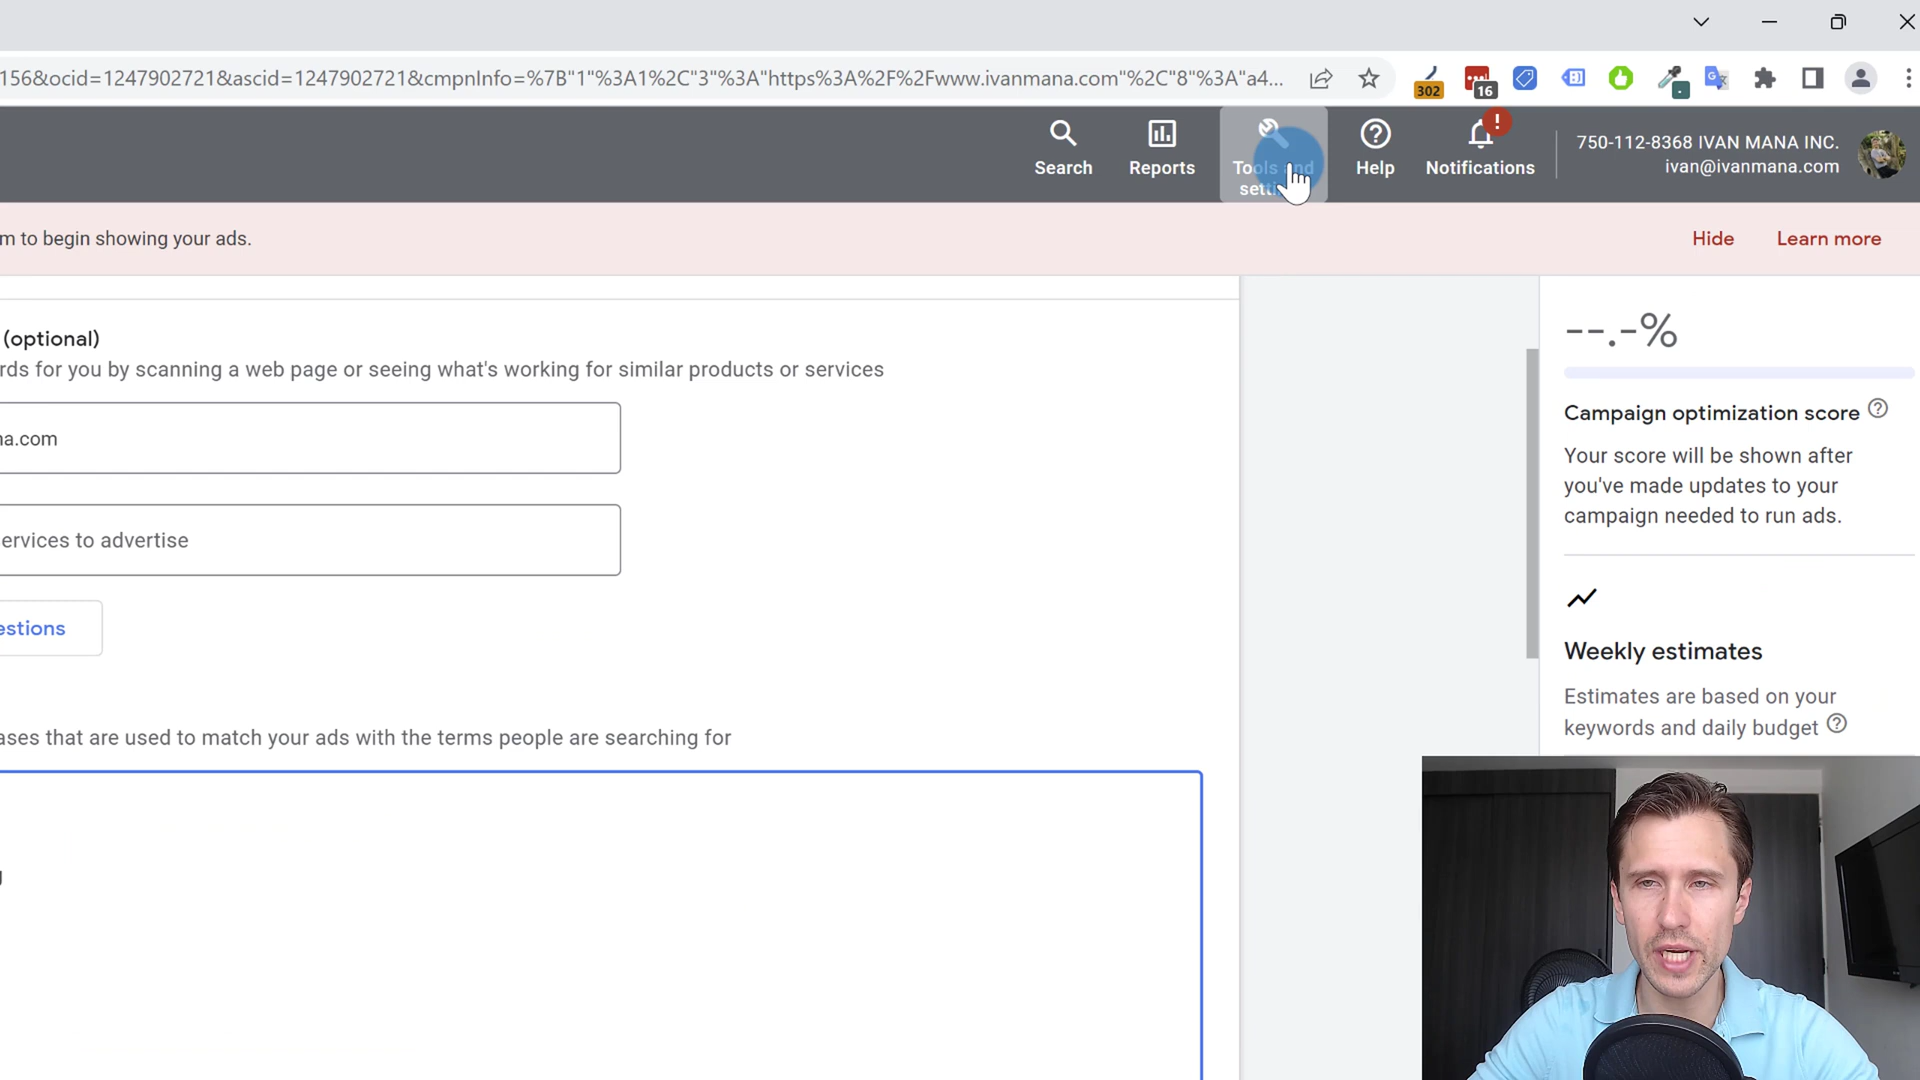 156&ocid=1247902721&ascid=1247902721&cmpnInfo=%7B"1"%3A1%2C"3"%3A"https%3A%2F%2Fwww.ivanmana.com"%2C"8"%3A"a4...
302
16
Search
Reports
Tools and
Help
Notifications
750-112-8368 IVAN MANA INC.
ivan@ivanmana.com
m to begin showing your ads.
Hide
Learn more
(optional)
rds for you by scanning a web page or seeing what's working for similar products or services
na.com
ervices to advertise
estions
ases that are used to match your ads with the terms people are searching for
--.-%
Campaign optimization score
Your score will be shown after
you've made updates to your
campaign needed to run ads.
Weekly estimates
Estimates are based on your
keywords and daily budget